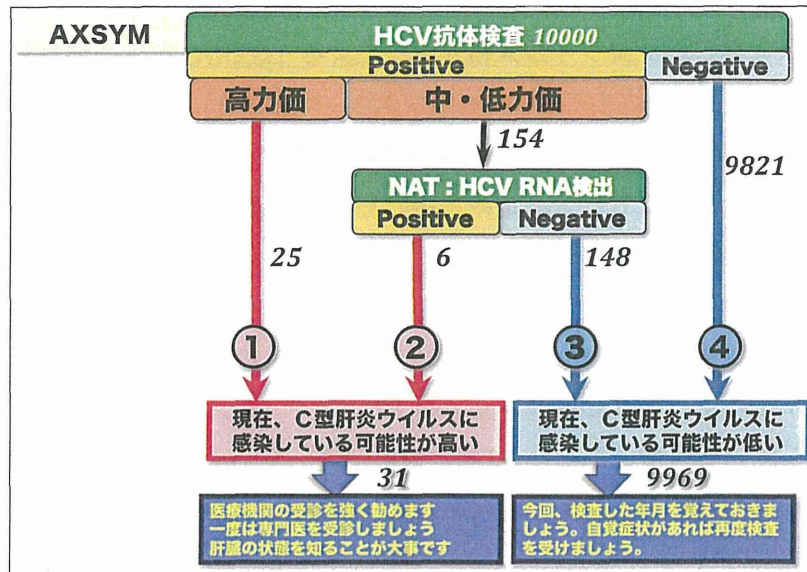 AXSYM
HCV抗体検査 10000
Positive
Negative
高力価
中・低力価
154
9821
NAT:HCV RNA検出
Positive
Negative
25
6
148
①
②
③
④
現在、C型肝炎ウイルスに
感染している可能性が高い
現在、C型肝炎ウイルスに
感染している可能性が低い
31
9969
医療機関の受診を強く勧めます
一度は専門医を受診しましょう
肝臓の状態を知ることが大事です
今回、検査した年月を覚えておきま
しょう。自覚症状があれば再度検査
を受けましょう。